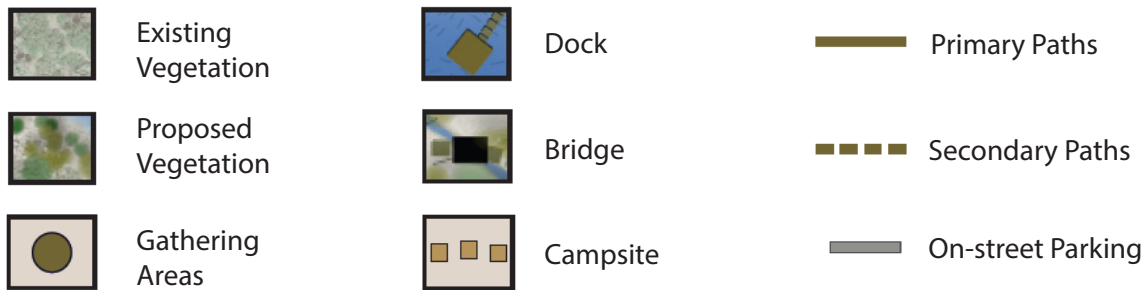 Existing
Vegetation
Dock
Primary Paths
Proposed
Vegetation
Bridge
Secondary Paths
Gathering
Areas
Campsite
On-street Parking